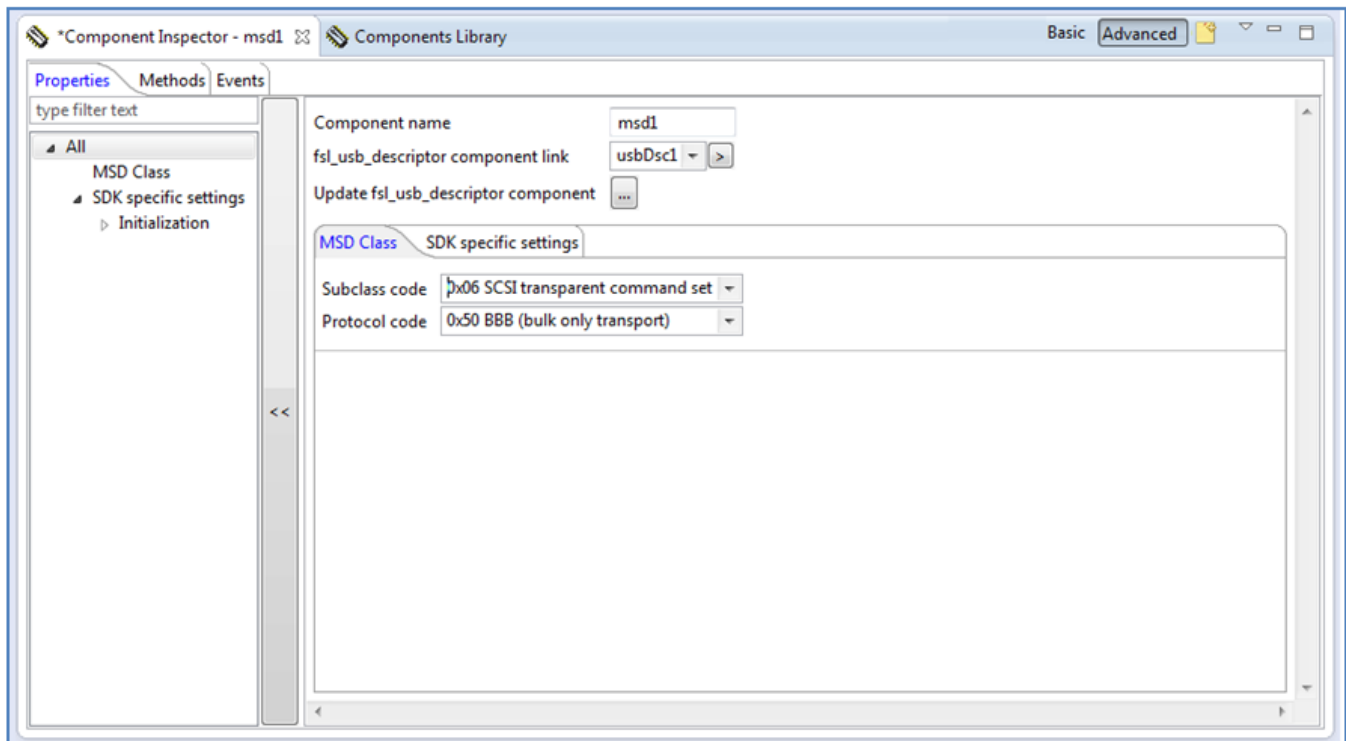 *Component Inspector - msd1 Components Library Basic Advanced
Properties Methods Events
type filter text
All
MSD Class
SDK specific settings
Initialization
<<
Component name msd1
fsl_usb_descriptor component link usbDsc1 >
Update fsl_usb_descriptor component ...
MSD Class SDK specific settings
Subclass code 0x06 SCSI transparent command set
Protocol code 0x50 BBB (bulk only transport)